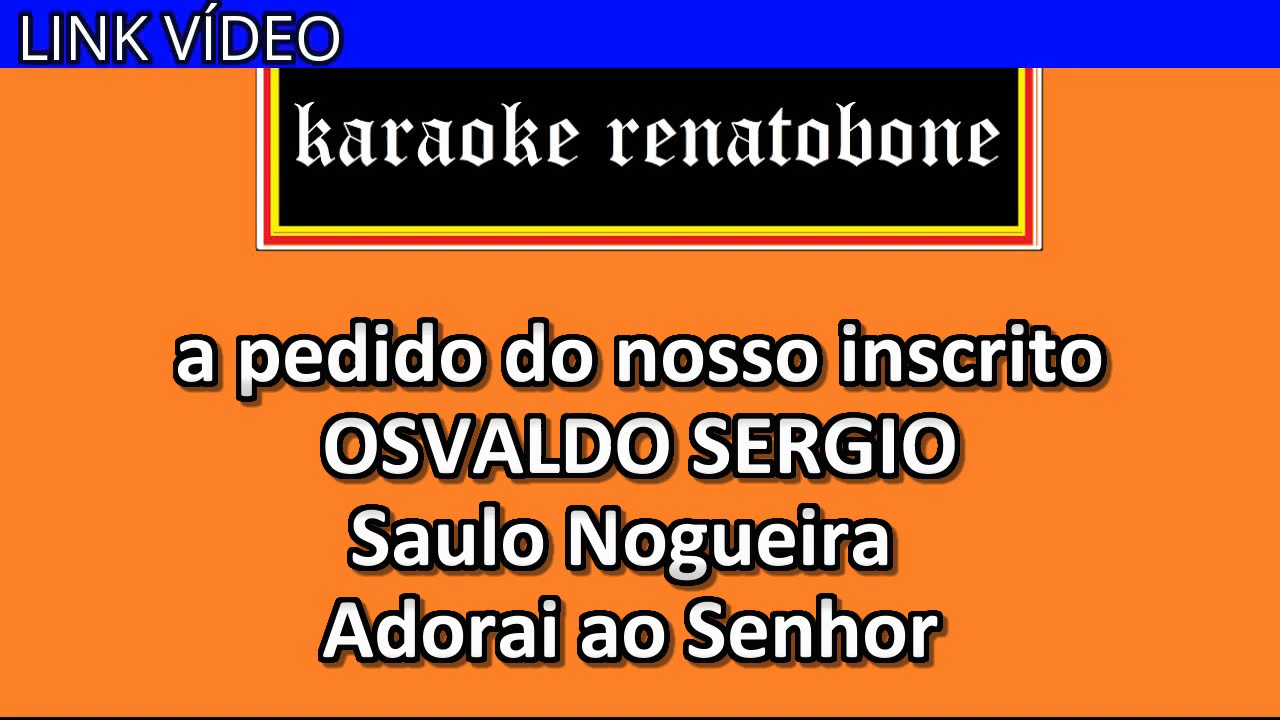 LINK VÍDEO
karaoke renatobone
a pedido do nosso inscrito
OSVALDO SERGIO
Saulo Nogueira
Adorai ao Senhor